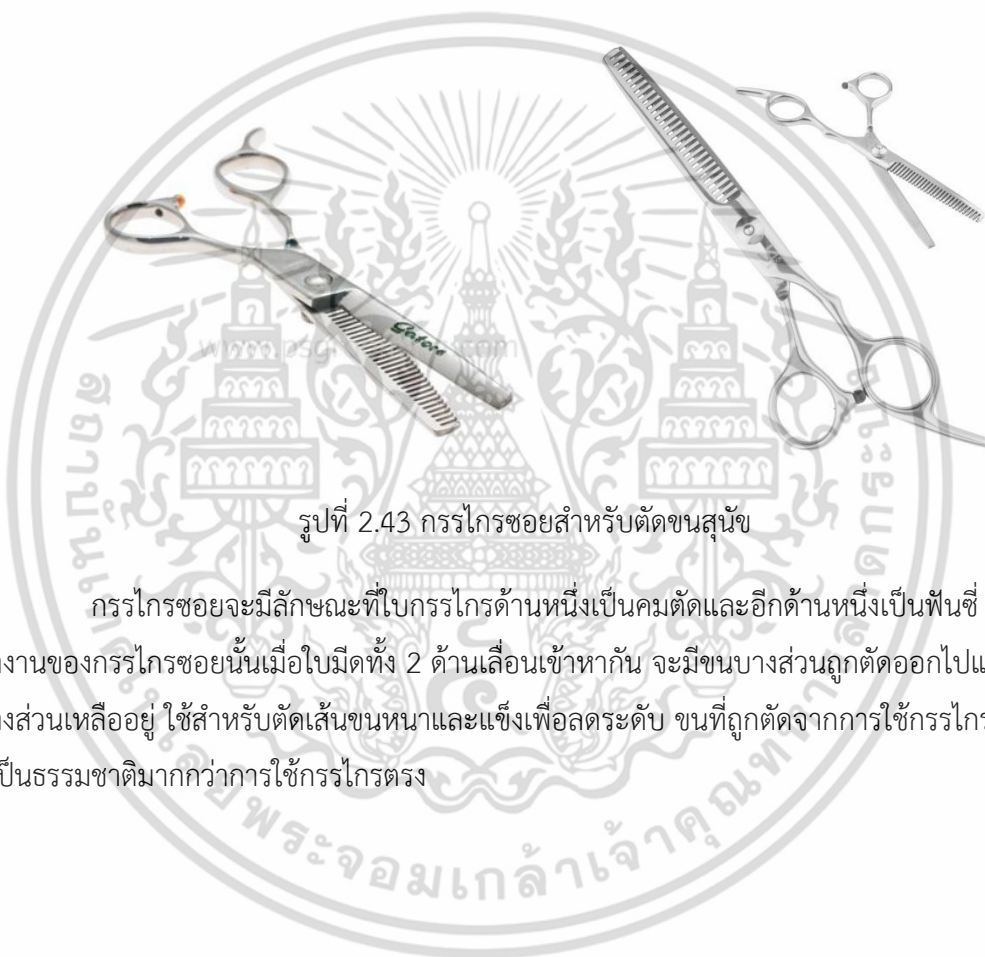 Gadore
รูปที่ 2.43 กรรไกรซอยสำหรับตัดขนสุนัข
กรรไกรซอยจะมีลักษณะที่ใบกรรไกรด้านหนึ่งเป็นคมตัดและอีกด้านหนึ่งเป็นฟันซี่
งานของกรรไกรซอยนั้นเมื่อใบมีดทั้ง 2 ด้านเลื่อนเข้าหากัน จะมีขนบางส่วนถูกตัดออกไปแ
งส่วนเหลืออยู่ ใช้สำหรับตัดเส้นขนหนาและแข็งเพื่อลดระดับ ขนที่ถูกตัดจากการใช้กรรไกร
เป็นธรรมชาติมากกว่าการใช้กรรไกรตรง